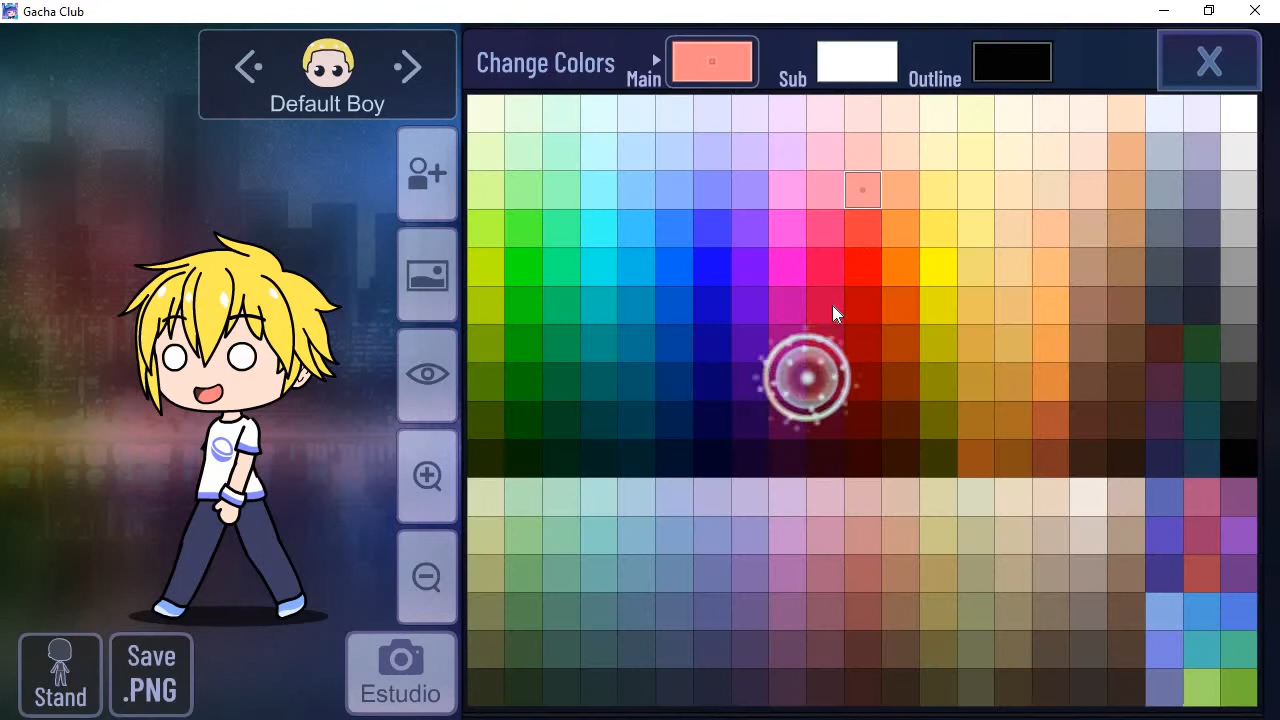 Gacha Club
Default Boy
Change Colors
Main
Sub
Outline
X
Stand
Save
.PNG
Estudio